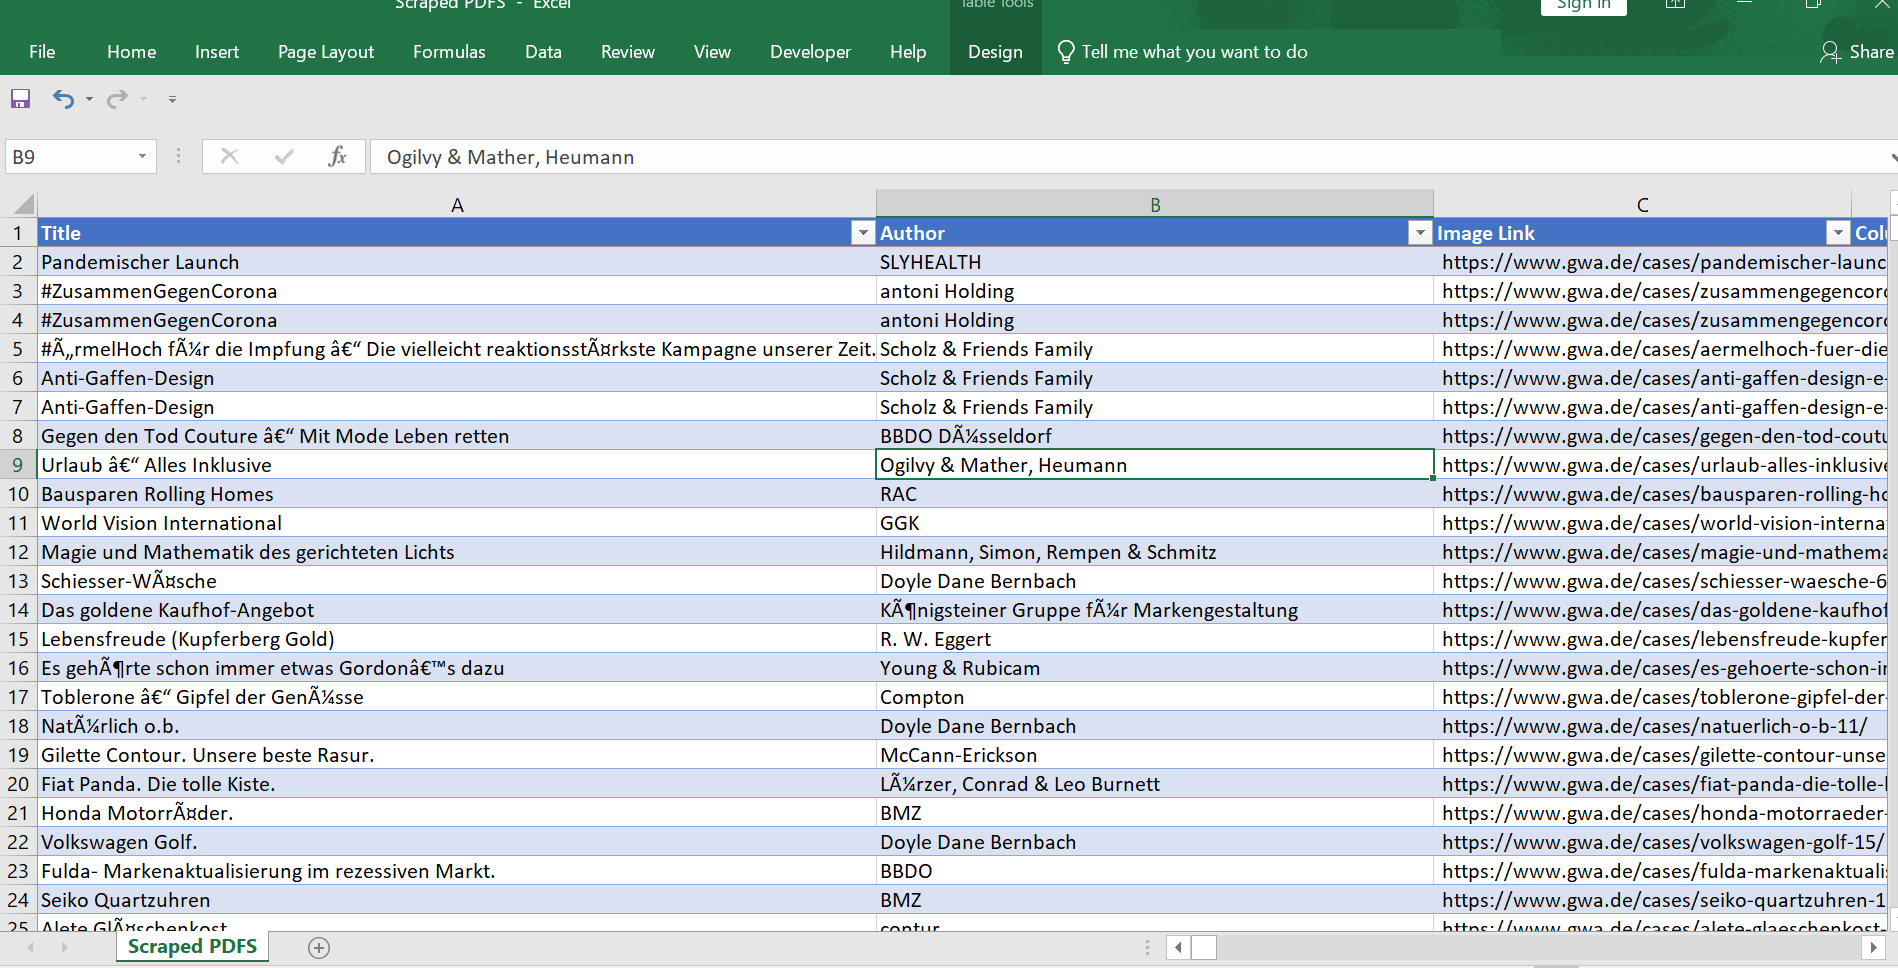 Scraped PDFS - Excel
Table Tools
Sign in
File Home Insert Page Layout Formulas Data Review View Developer Help Design Tell me what you want to do Share
B9 fx Ogilvy & Mather, Heumann
A B C
1 Title Author Image Link
2 Pandemischer Launch SLYHEALTH https://www.gwa.de/cases/pandemischer-launc
3 #ZusammenGegenCorona antoni Holding https://www.gwa.de/cases/zusammengegencoro
4 #ZusammenGegenCorona antoni Holding https://www.gwa.de/cases/zusammengegencoro
5 #Ã„rmelHoch fÃ¼r die Impfung â€“ Die vielleicht reaktionsstÃ¤rkste Kampagne unserer Zeit. Scholz & Friends Family https://www.gwa.de/cases/aermelhoch-fuer-die
6 Anti-Gaffen-Design Scholz & Friends Family https://www.gwa.de/cases/anti-gaffen-design-e-
7 Anti-Gaffen-Design Scholz & Friends Family https://www.gwa.de/cases/anti-gaffen-design-e-
8 Gegen den Tod Couture â€“ Mit Mode Leben retten BBDO DÃ¼sseldorf https://www.gwa.de/cases/gegen-den-tod-coutu
9 Urlaub â€“ Alles Inklusive Ogilvy & Mather, Heumann https://www.gwa.de/cases/urlaub-alles-inklusive
10 Bausparen Rolling Homes RAC https://www.gwa.de/cases/bausparen-rolling-ho
11 World Vision International GGK https://www.gwa.de/cases/world-vision-interna
12 Magie und Mathematik des gerichteten Lichts Hildmann, Simon, Rempen & Schmitz https://www.gwa.de/cases/magie-und-mathema
13 Schiesser-WÃ¤sche Doyle Dane Bernbach https://www.gwa.de/cases/schiesser-waesche-6
14 Das goldene Kaufhof-Angebot KÃ¶nigsteiner Gruppe fÃ¼r Markengestaltung https://www.gwa.de/cases/das-goldene-kaufhof
15 Lebensfreude (Kupferberg Gold) R. W. Eggert https://www.gwa.de/cases/lebensfreude-kupfer
16 Es gehÃ¶rte schon immer etwas Gordonâ€™s dazu Young & Rubicam https://www.gwa.de/cases/es-gehoerte-schon-i
17 Toblerone â€“ Gipfel der GenÃ¼sse Compton https://www.gwa.de/cases/toblerone-gipfel-der-
18 NatÃ¼rlich o.b. Doyle Dane Bernbach https://www.gwa.de/cases/natuerlich-o-b-11/
19 Gilette Contour. Unsere beste Rasur. McCann-Erickson https://www.gwa.de/cases/gilette-contour-unse
20 Fiat Panda. Die tolle Kiste. LÃ¼rzer, Conrad & Leo Burnett https://www.gwa.de/cases/fiat-panda-die-tolle-
21 Honda MotorrÃ¤der. BMZ https://www.gwa.de/cases/honda-motorraeder-
22 Volkswagen Golf. Doyle Dane Bernbach https://www.gwa.de/cases/volkswagen-golf-15/
23 Fulda- Markenaktualisierung im rezessiven Markt. BBDO https://www.gwa.de/cases/fulda-markenaktuali
24 Seiko Quartzuhren BMZ https://www.gwa.de/cases/seiko-quartzuhren-1
25 Alete GlÃ¤schenkost contur https://www.gwa.de/cases/alete-glaeschenkost-
Scraped PDFS